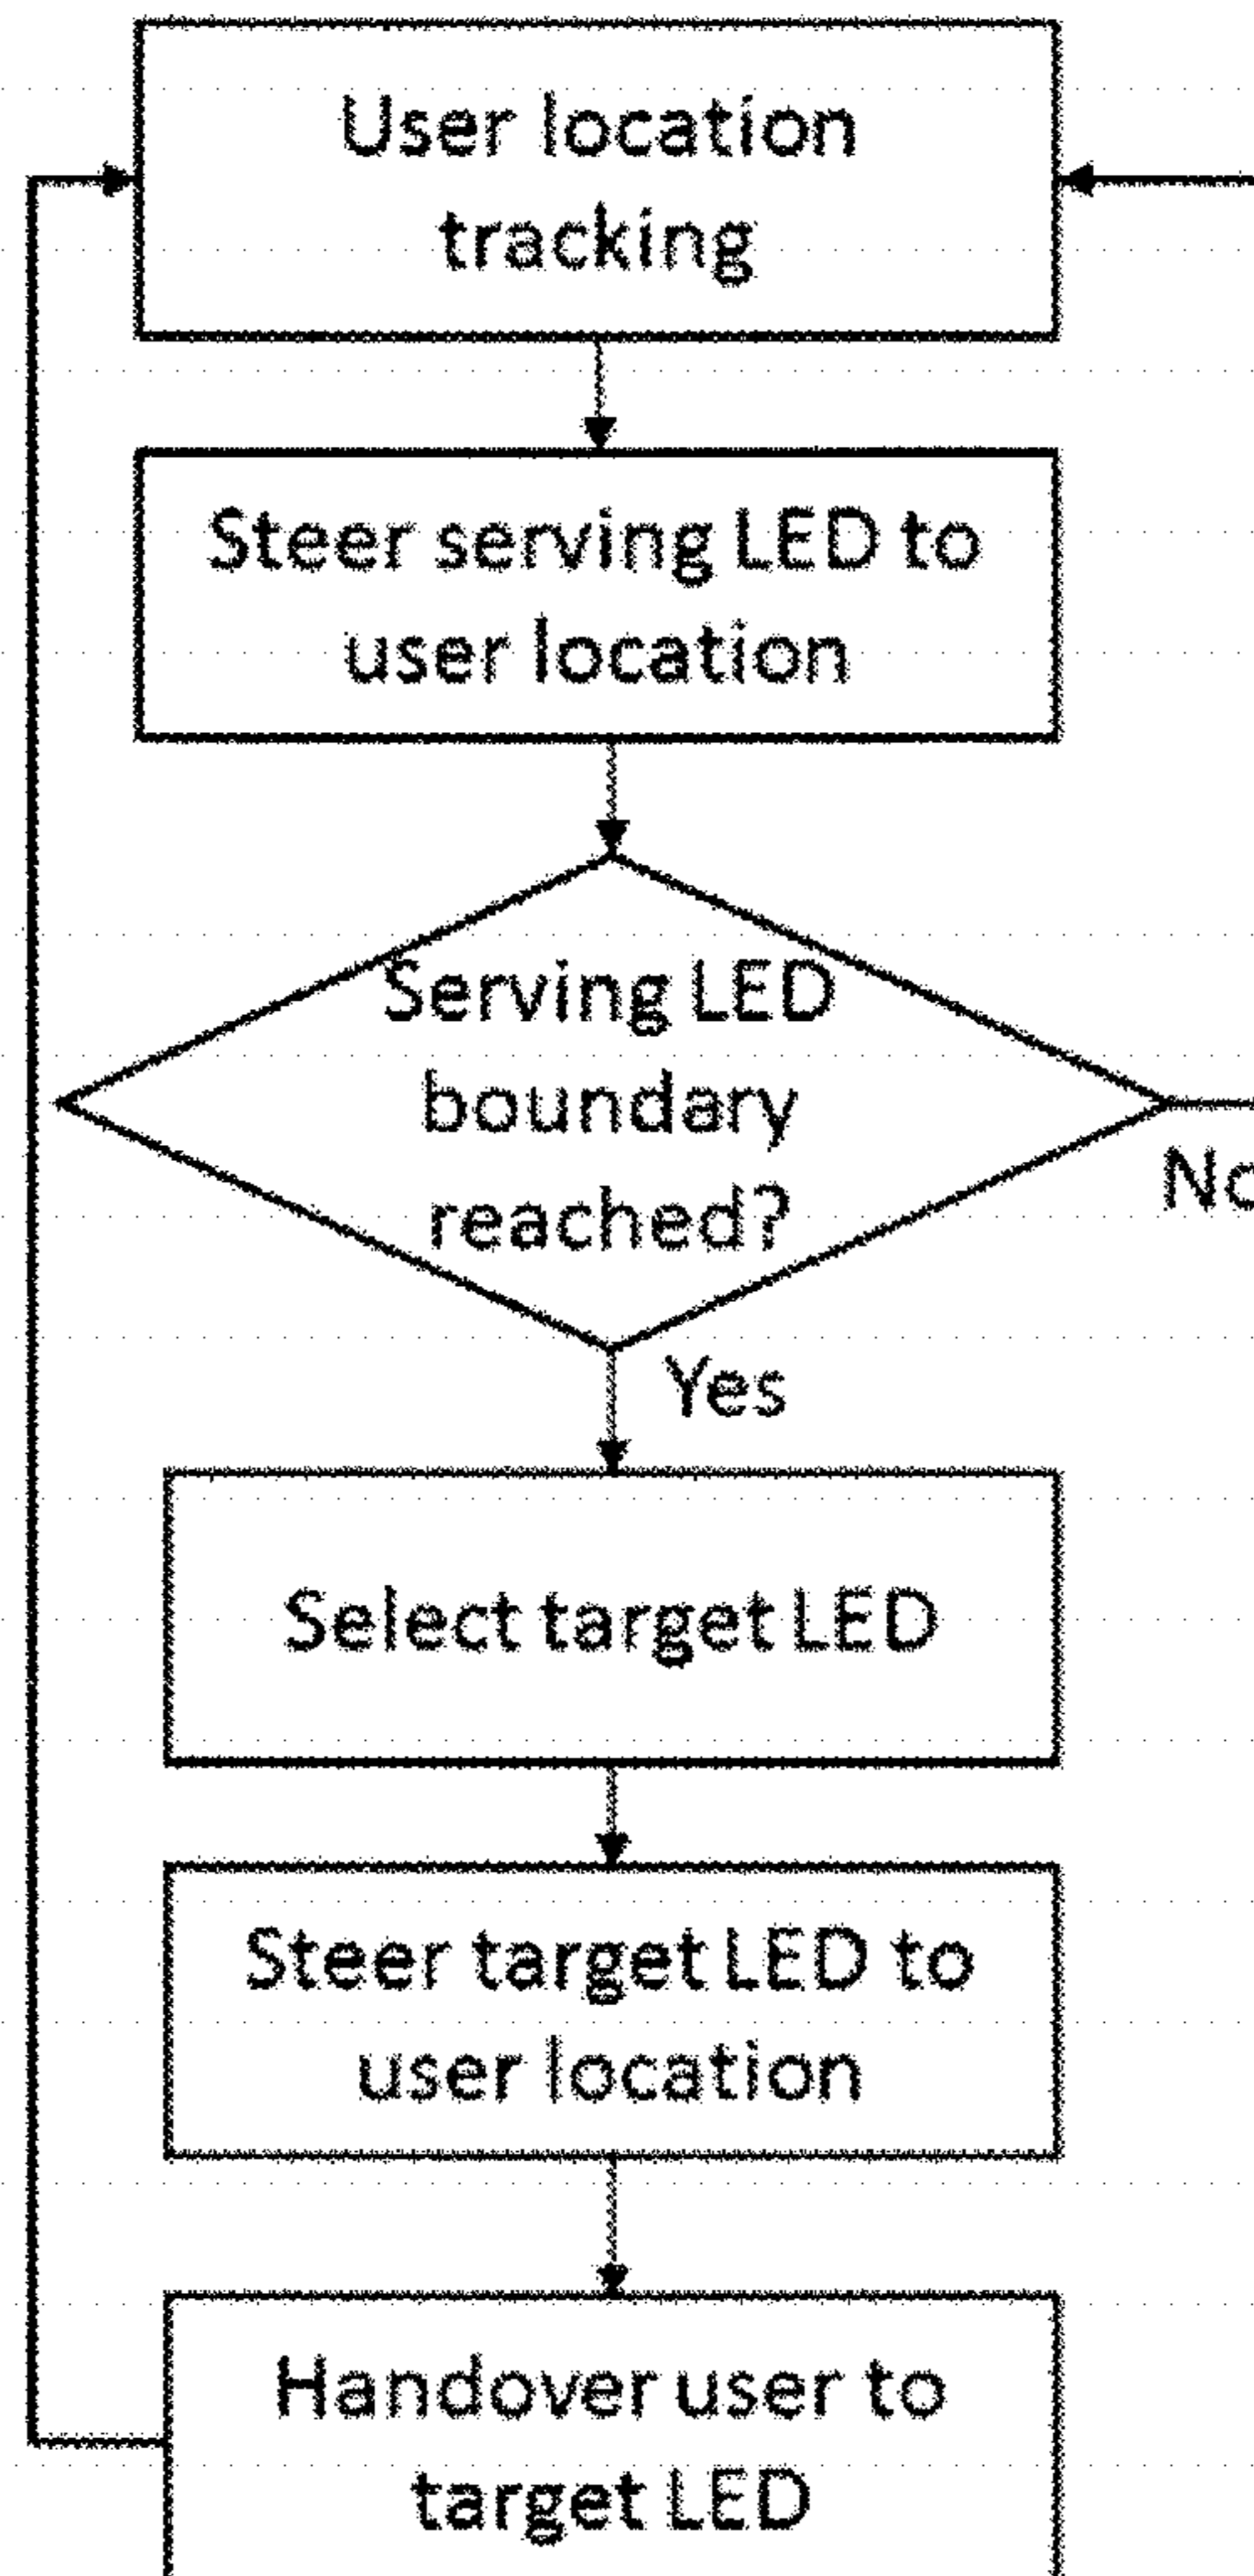 User location
tracking
Steer serving LED to
user location
Serving LED
boundary
reached?
No
Yes
Select target LED
Steer target LED to
user location
Handover user to
target LED